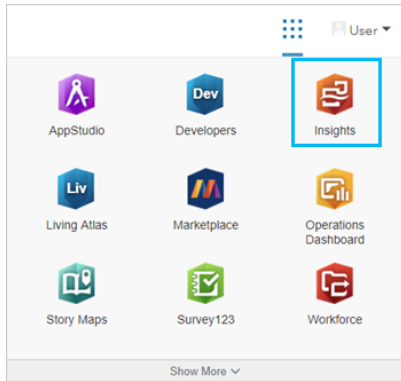 User
AppStudio
Dev
Developers
Insights
Liv
Living Atlas
Marketplace
Operations
Dashboard
Story Maps
Survey123
Workforce
Show More